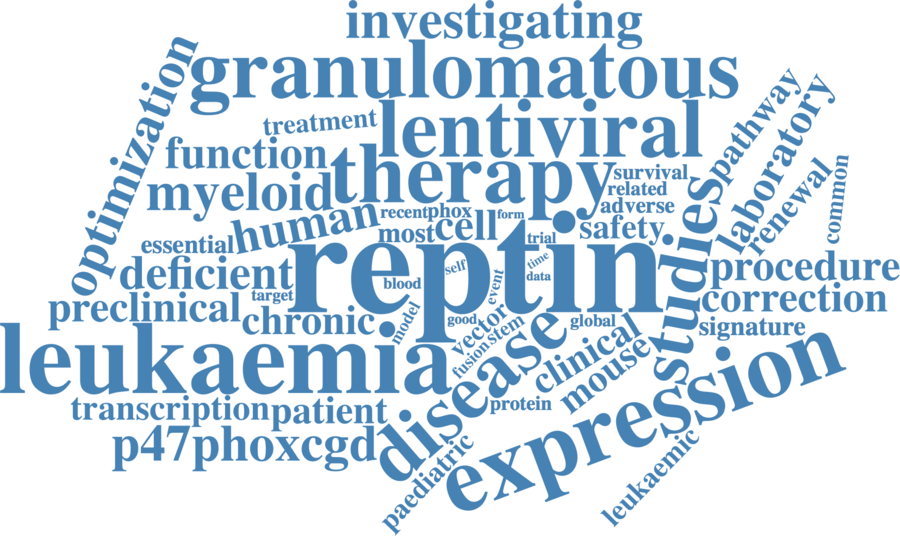 investigating
granulomatous
optimization
treatment
lentiviral
function
therapy
pathway
laboratory
myeloid
survival
related
renewal
common
human
recent
phox
form
adverse
most
cell
safety
studies
essential
reptin
trial
time
data
self
deficient
procedure
blood
event
target
preclinical
correction
chronic
model
good
vector
global
signature
leukaemia
stem
fusion
disease
clinical
mouse
expression
transcription
patient
protein
p47phoxcgd
paediatric
leukaemic